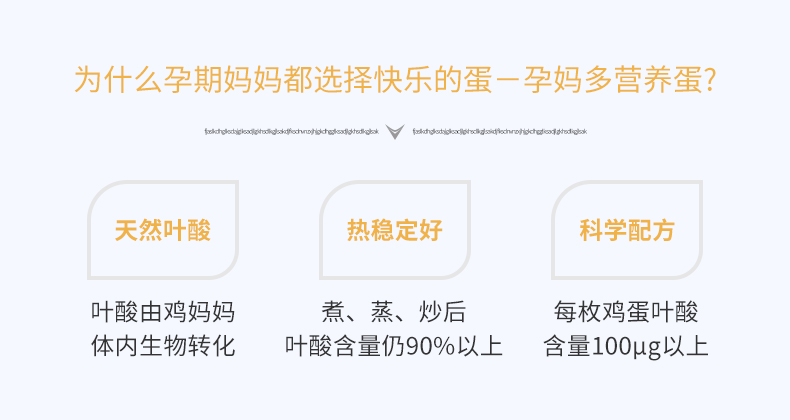 为什么孕期妈妈都选择快乐的蛋－孕妈多营养蛋?
天然叶酸
热稳定好
科学配方
叶酸由鸡妈妈
体内生物转化
煮、蒸、炒后
叶酸含量仍90%以上
每枚鸡蛋叶酸
含量100μg以上